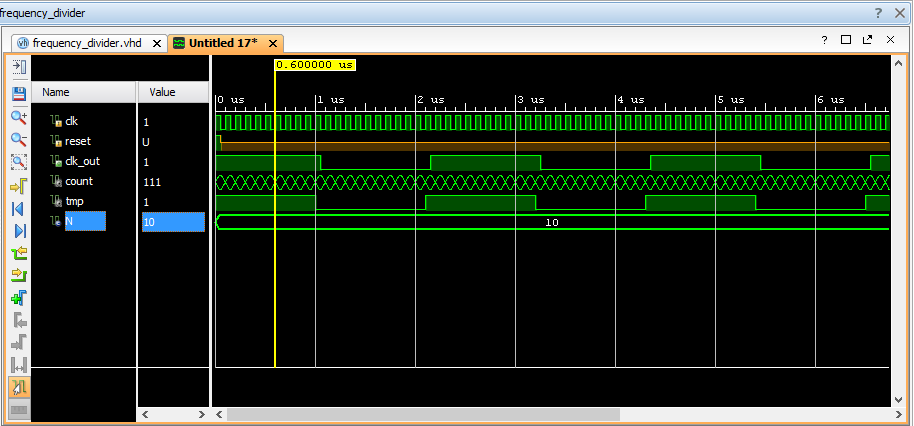 frequency_divider
?
frequency_divider.vhd
Untitled 17*
?
0.600000 us
Name
Value
0 us
1 us
2 us
3 us
4 us
5 us
6 us
clk
1
reset
U
clk_out
1
count
111
tmp
1
N
10
10